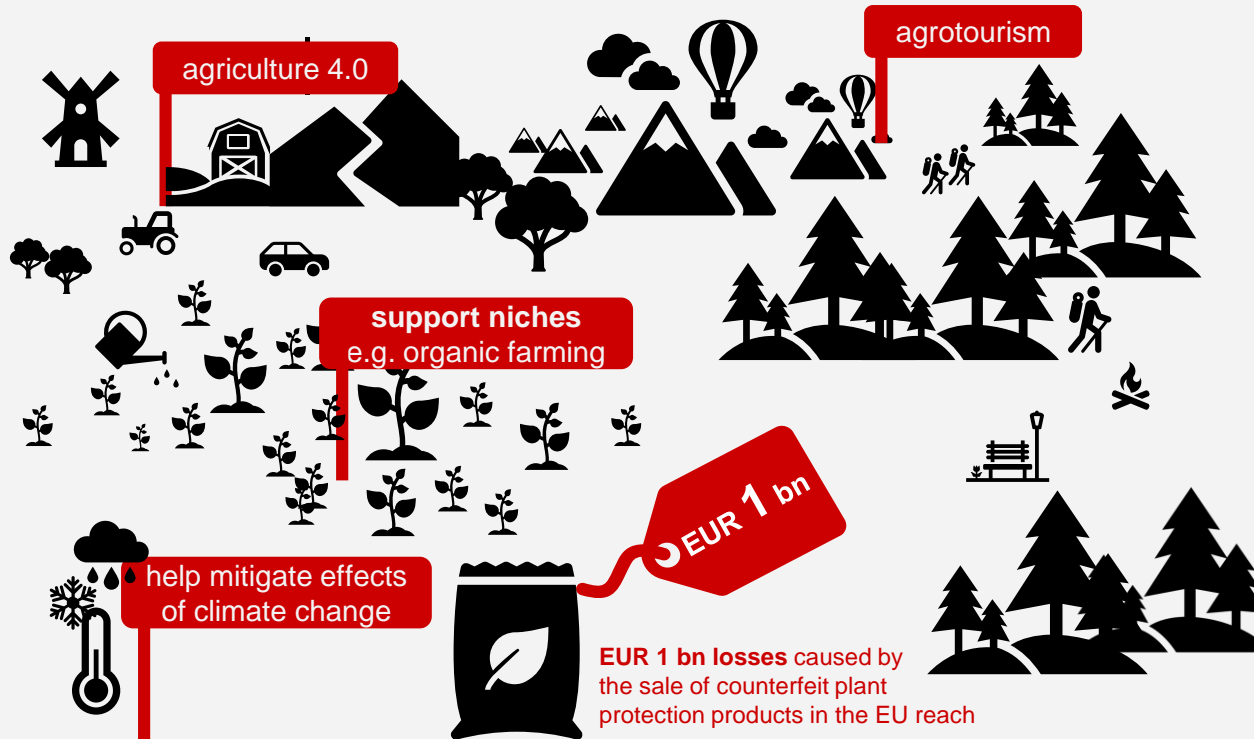 agriculture 4.0
agrotourism
support niches
e.g. organic farming
EUR 1 bn
help mitigate effects
of climate change
EUR 1 bn losses caused by
the sale of counterfeit plant
protection products in the EU reach